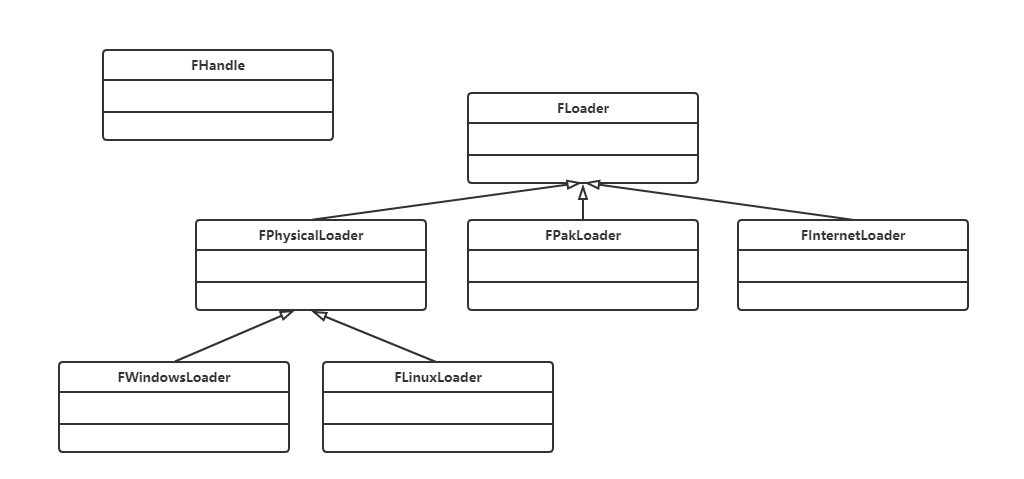 FHandle
FLoader
FPhysicalLoader
FPakLoader
FInternetLoader
FWindowsLoader
FLinuxLoader